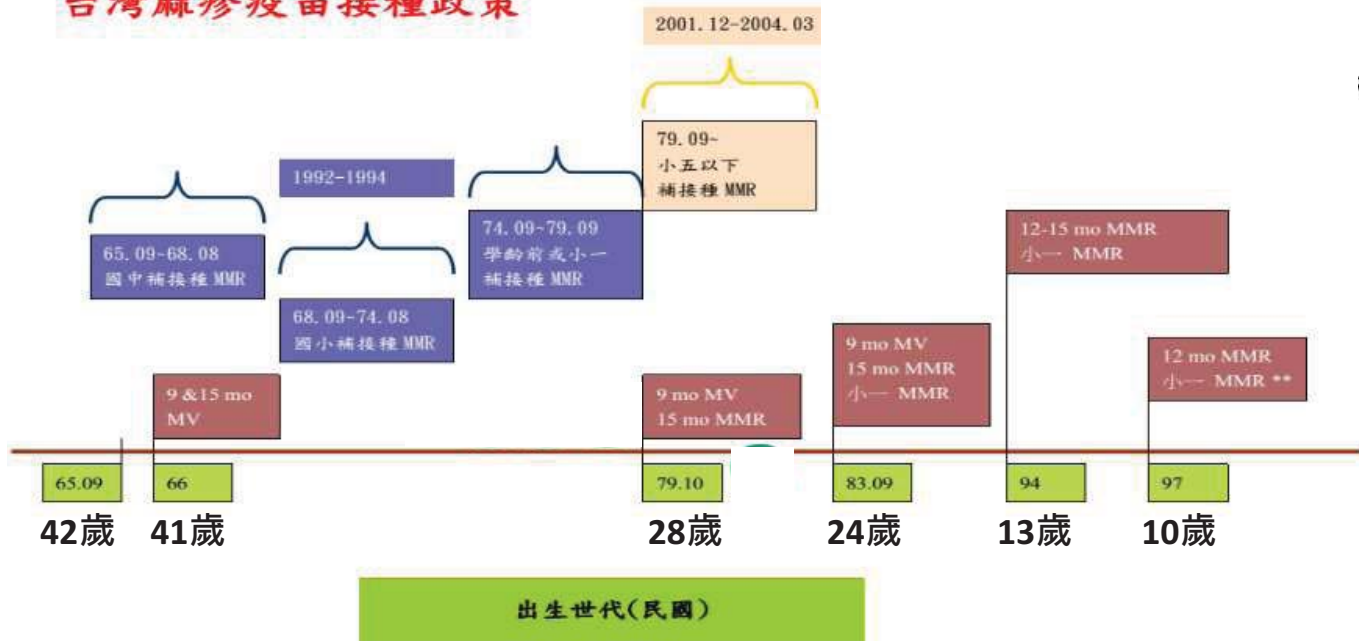 台灣麻疹疫苗接種政策
2001.12-2004.03
79.09~
小五以下
補接種 MMR
1992-1994
65.09~68.08
國中補接種 MMR
68.09~74.08
國小補接種 MMR
74.09~79.09
學齡前或小一
補接種 MMR
12-15 mo MMR
小一 MMR
9 &15 mo
MV
9 mo MV
15 mo MMR
9 mo MV
15 mo MMR
小一 MMR
12 mo MMR
小一 MMR **
65.09
66
79.10
83.09
94
97
42歲
41歲
28歲
24歲
13歲
10歲
出生世代(民國)